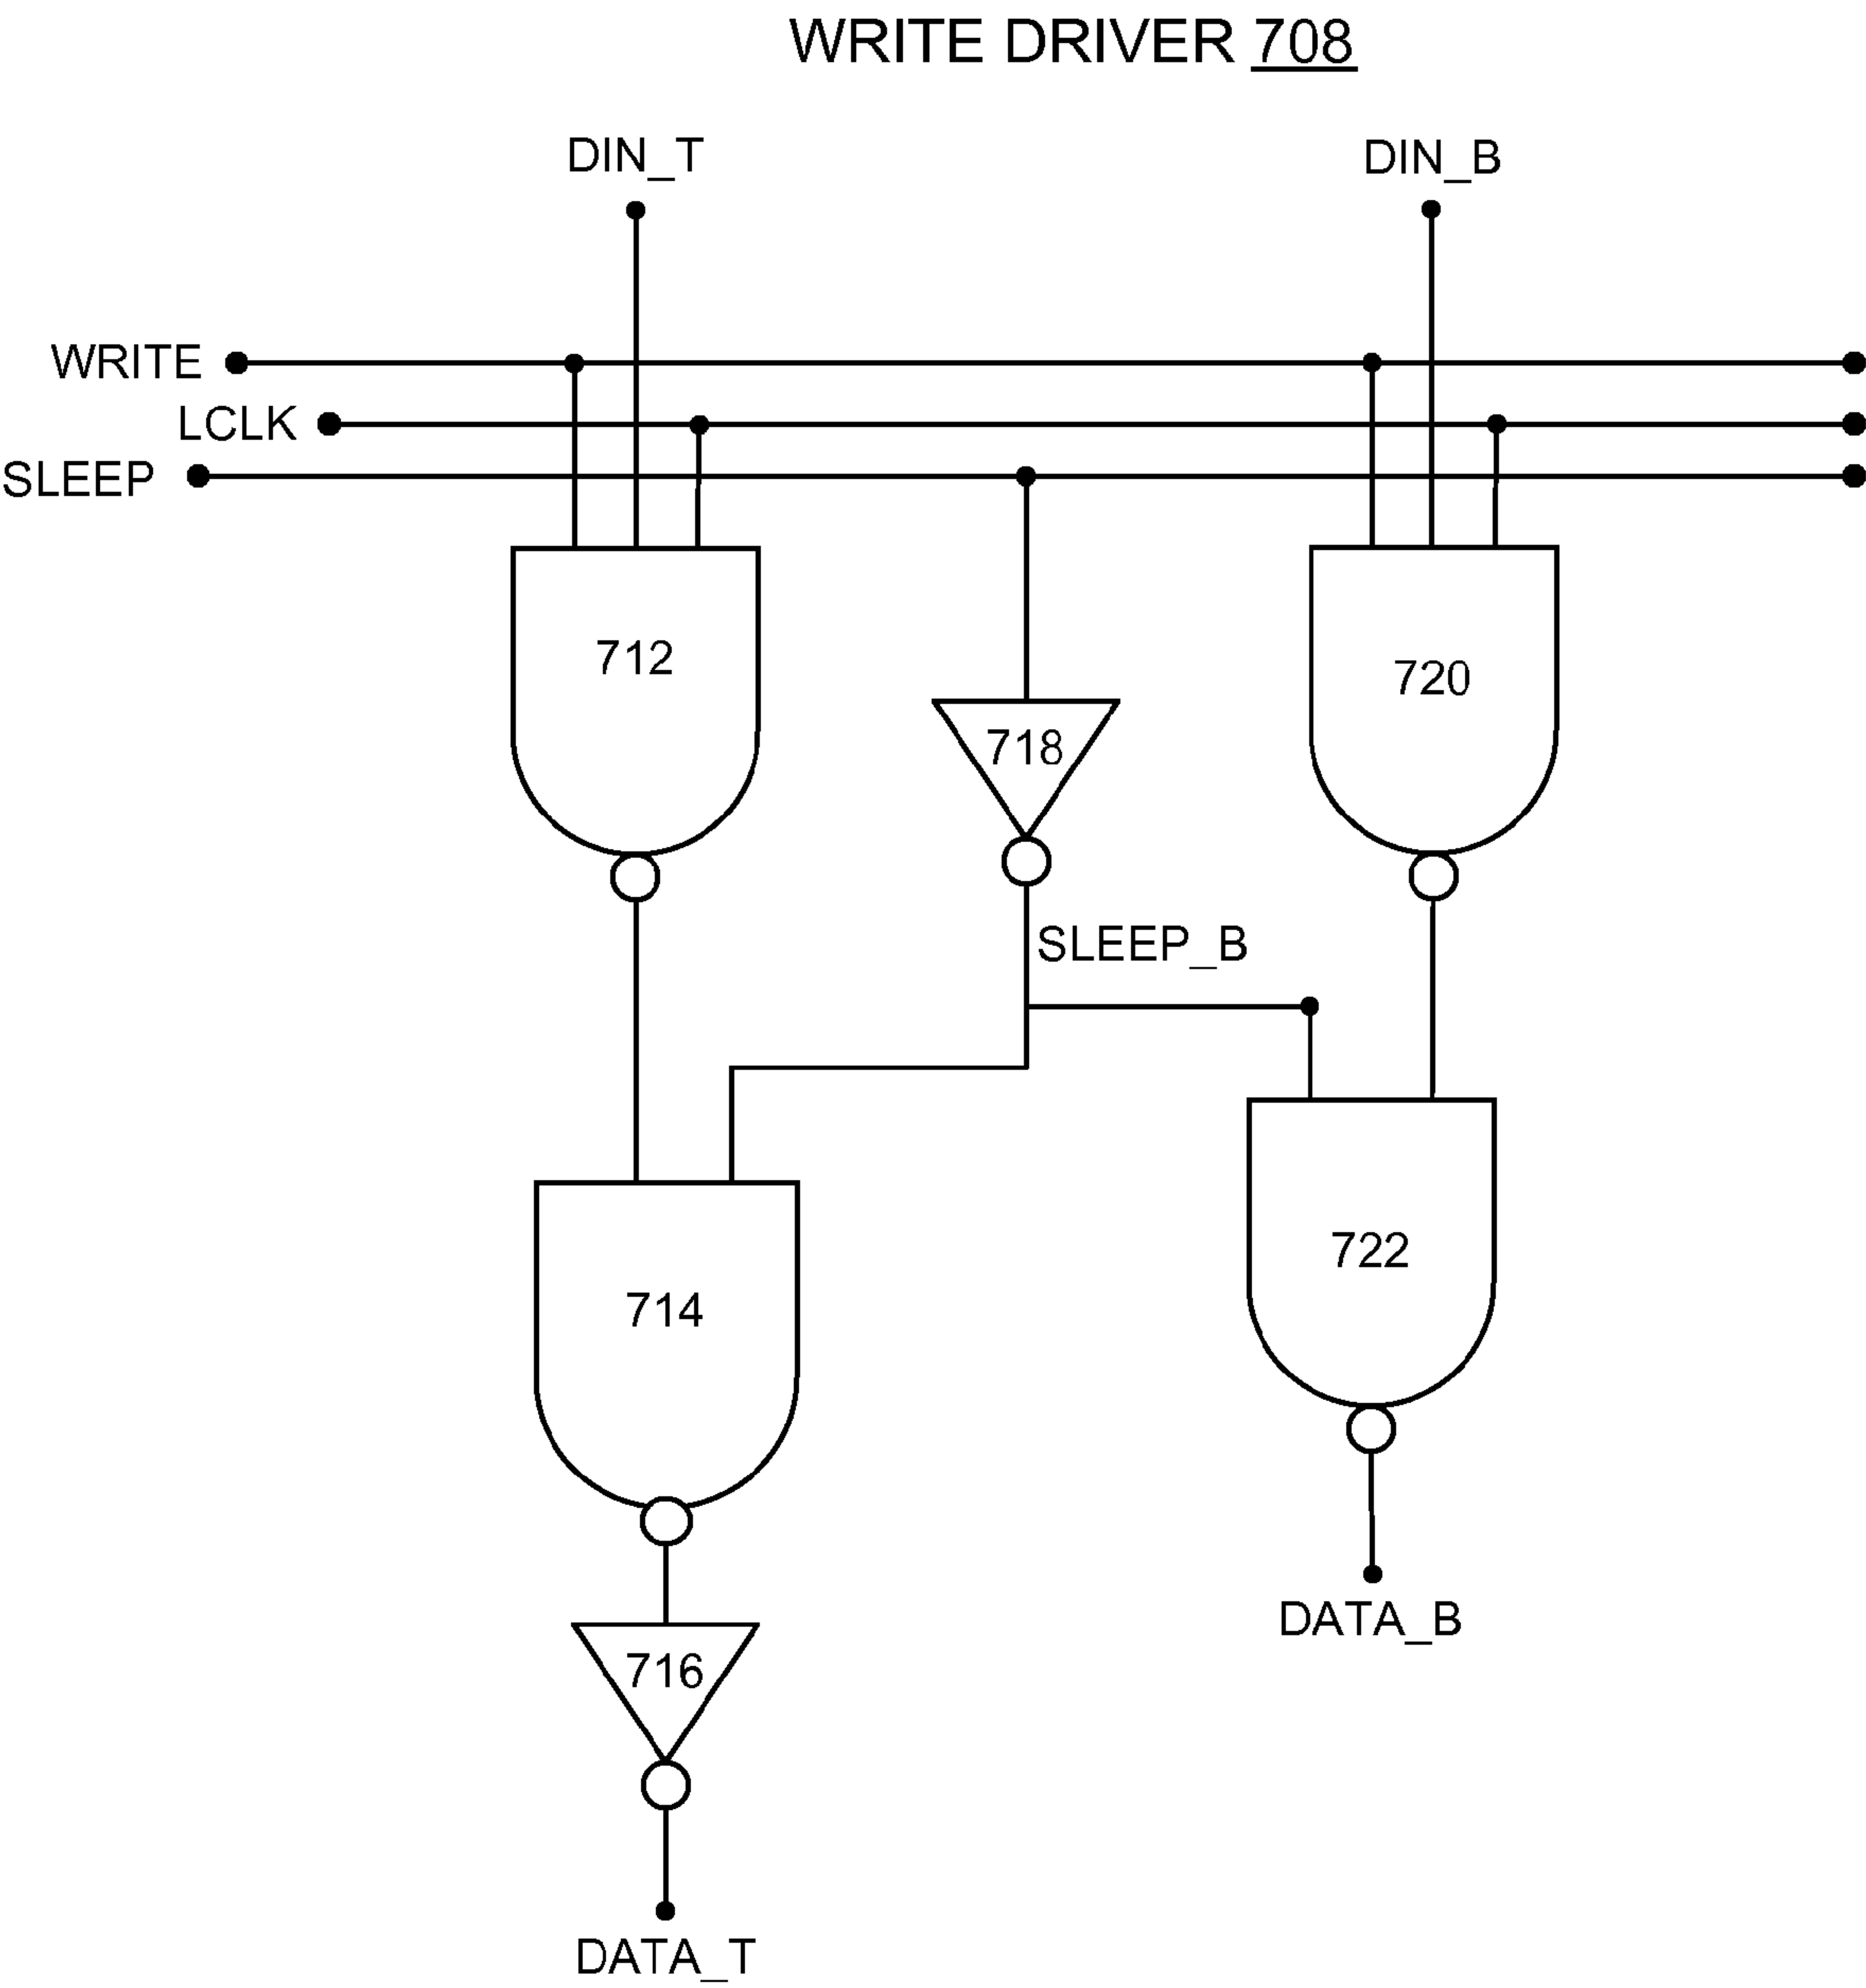 WRITE DRIVER 708
DIN_T
DIN_B
WRITE
LCLK
SLEEP
712
720
718
SLEEP_B
722
714
DATA_B
716
DATA_T